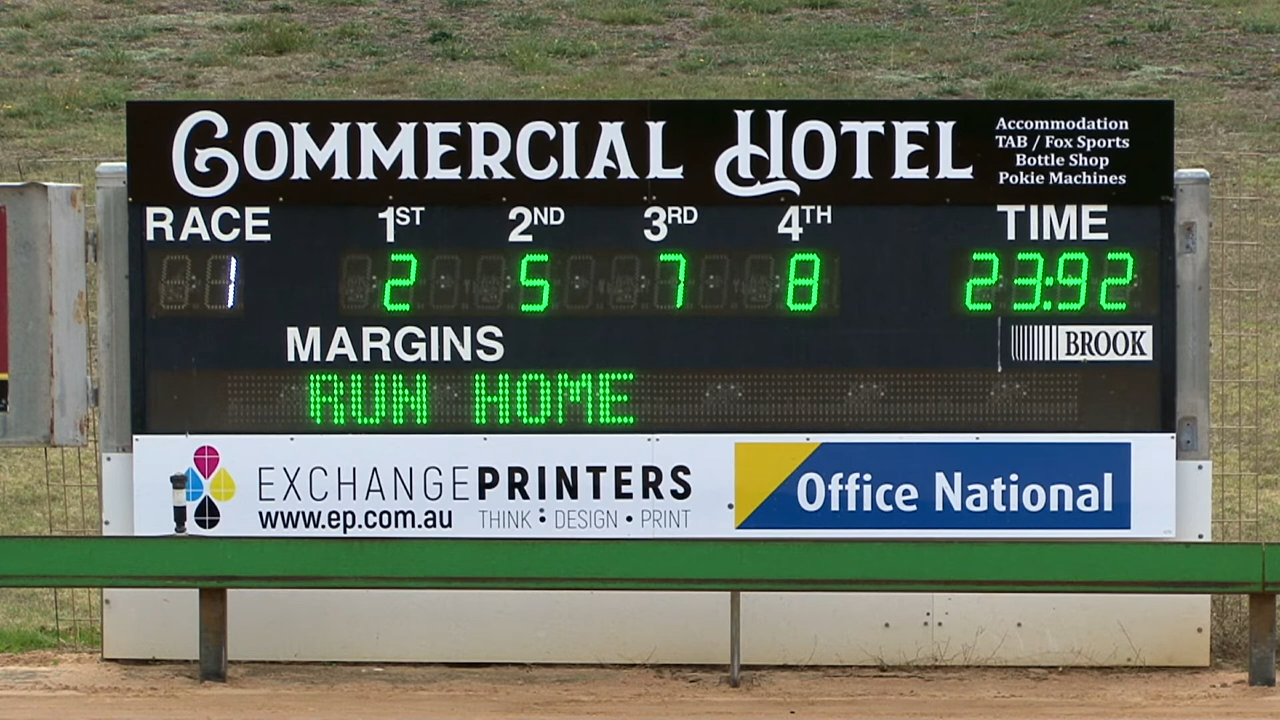 COMMERCIAL HOTEL
Accommodation
TAB / Fox Sports
Bottle Shop
Pokie Machines
RACE 1ST 2ND 3RD 4TH TIME
1 2 5 7 8 23.92
MARGINS
BROOK
RUN HOME
EXCHANGEPRINTERS
www.ep.com.au THINK • DESIGN • PRINT
Office National